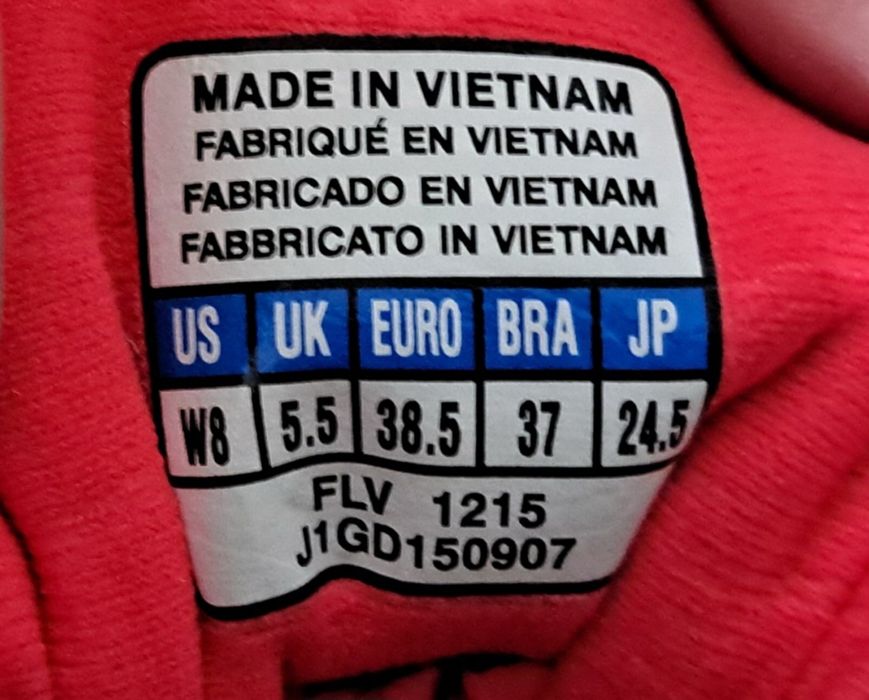 MADE IN VIETNAM
FABRIQUÉ EN VIETNAM
FABRICADO EN VIETNAM
FABBRICATO IN VIETNAM
US UK EURO BRA JP
W8 5.5 38.5 37 24.5
FLV 1215
J1GD150907